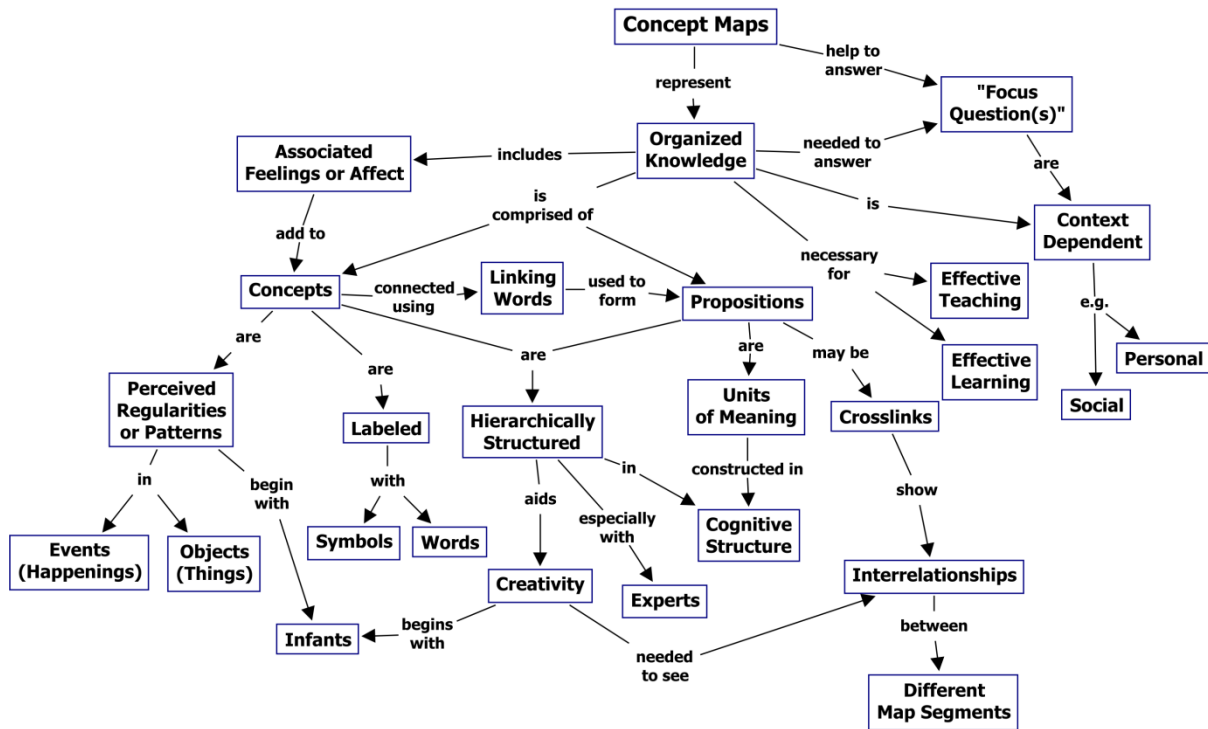 Concept Maps
help to
answer
represent
"Focus
Question(s)"
Organized
Knowledge
needed to
answer
Associated
Feelings or Affect
includes
are
is
comprised of
is
Context
Dependent
add to
necessary
for
Linking
Words
used to
form
Effective
Teaching
Concepts
connected
using
Propositions
e.g.
are
are
are
are
may be
Effective
Learning
Personal
Perceived
Regularities
or Patterns
Units
of Meaning
Social
Labeled
Hierarchically
Structured
Crosslinks
in
begin
with
with
in
constructed in
aids
show
especially
with
Events
(Happenings)
Objects
(Things)
Symbols
Words
Cognitive
Structure
Creativity
Experts
Interrelationships
Infants
begins
with
between
needed
to see
Different
Map Segments